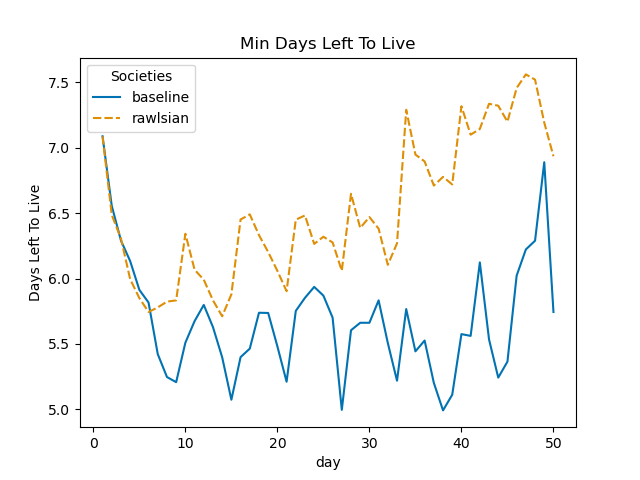 Min Days Left To Live
Societies
baseline
rawlsian
Days Left To Live
7.5
7.0
6.5
6.0
5.5
5.0
0 10 20 30 40 50
day